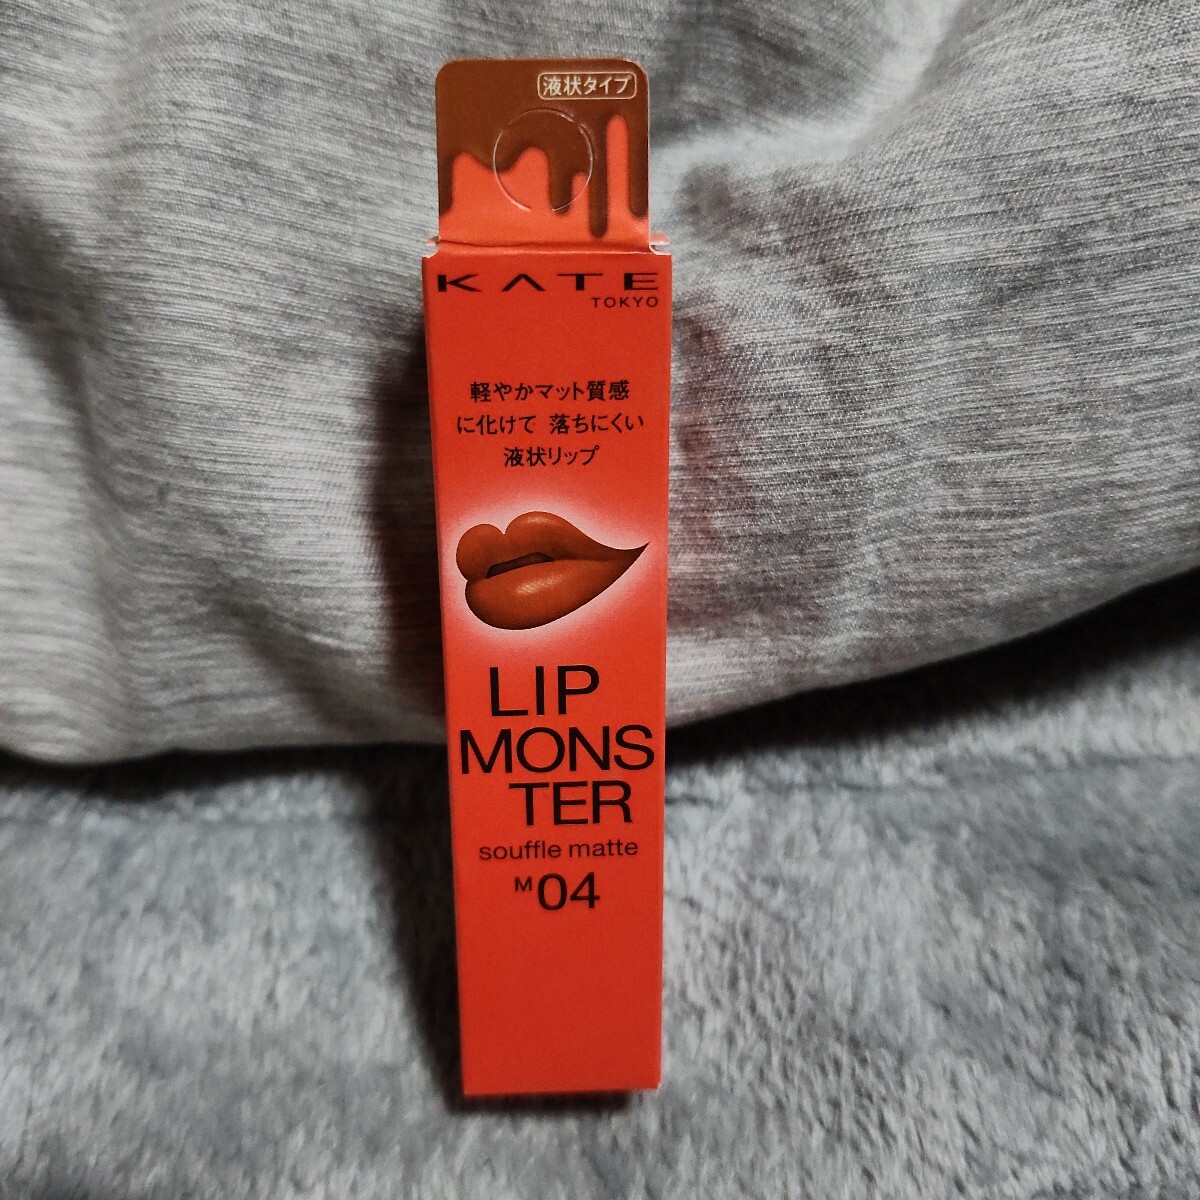 液状タイプ
KATE
TOKYO
軽やかマット質感
に化けて 落ちにくい
液状リップ
LIP
MONS
TER
souffle matte
M04